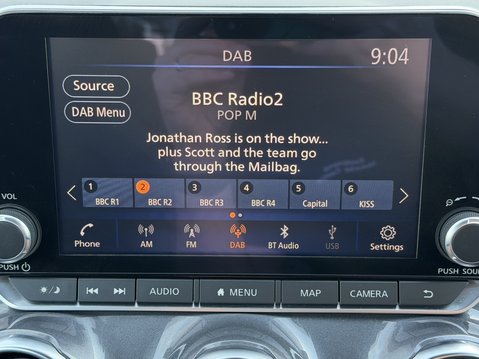 DAB
9:04
Source
BBC Radio2
DAB Menu
POP M
Jonathan Ross is on the show...
plus Scott and the team go
through the Mailbag.
VOL
1 2 3 4 5 6
BBC R1 BBC R2 BBC R3 BBC R4 Capital KISS
Phone AM FM DAB BT Audio USB Settings
PUSH
PUSH SOU
AUDIO MENU MAP CAMERA